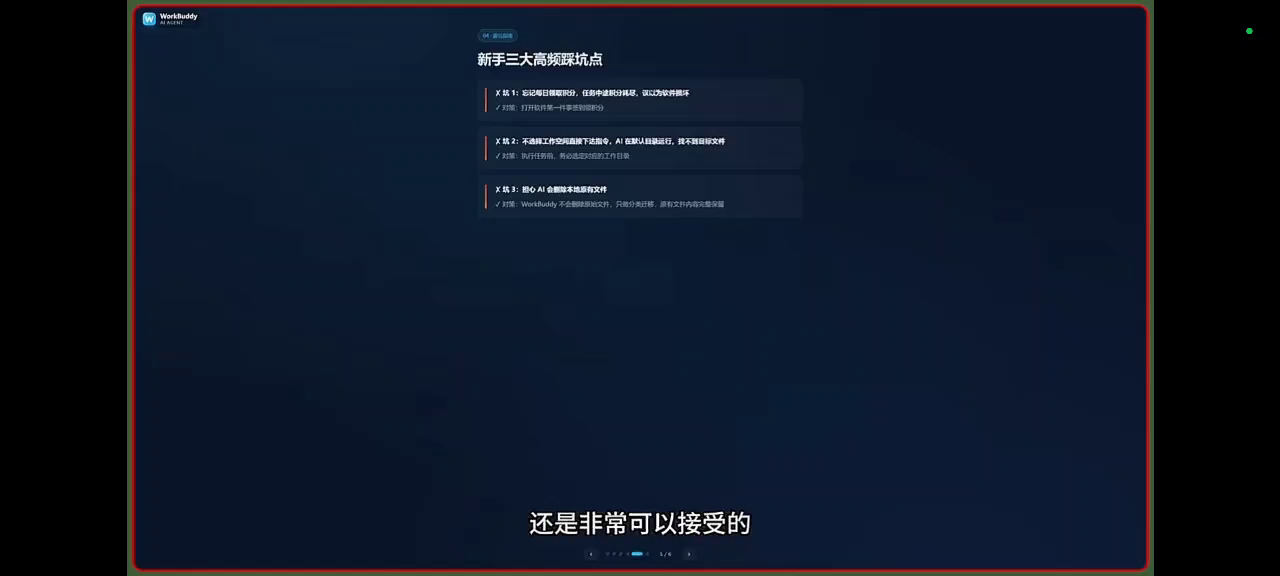 WorkBuddy
AI AGENT
04 · 避坑指南
新手三大高频踩坑点
✗ 坑 1：忘记每日领取积分，任务中途积分耗尽，误以为软件损坏
✓ 对策：打开软件第一件事签到领积分
✗ 坑 2：不选择工作空间直接下达指令，AI 在默认目录运行，找不到目标文件
✓ 对策：执行任务前，务必选定对应的工作目录
✗ 坑 3：担心 AI 会删除本地原有文件
✓ 对策：WorkBuddy 不会删除原始文件，只做分类迁移，原有文件内容完整保留
还是非常可以接受的
5 / 6